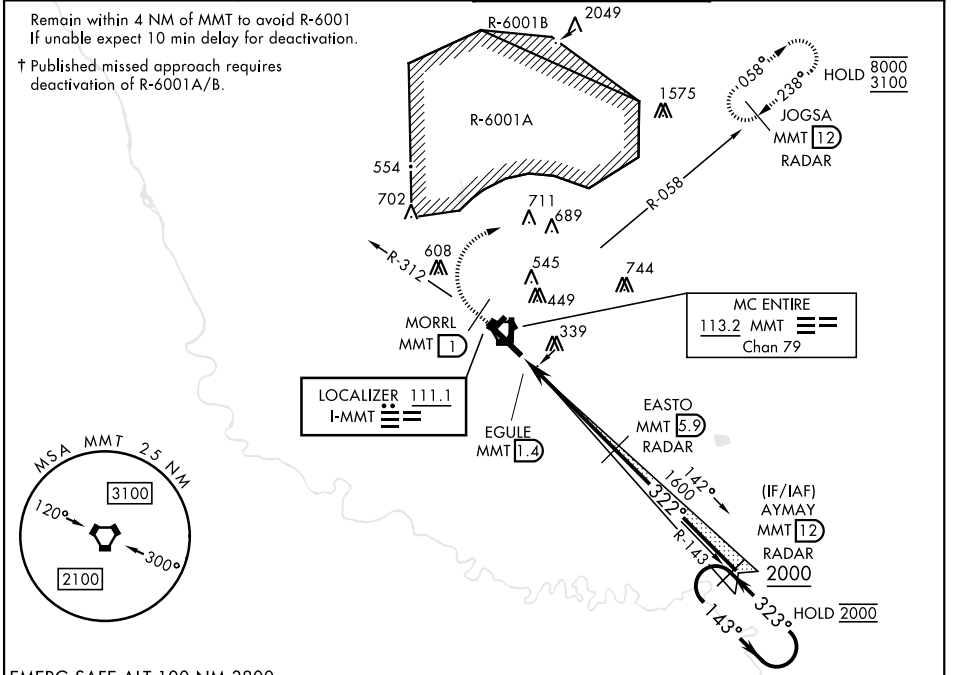 Remain within 4 NM of MMT to avoid R-6001
If unable expect 10 min delay for deactivation.
† Published missed approach requires
deactivation of R-6001A/B.
R-6001B
2049
1575
R-6001A
058°
238°
HOLD 8000
3100
JOGSA
MMT 12
RADAR
R-058
554
702
711
689
608
R-312
545
449
744
MORRL
MMT 1
339
MC ENTIRE
113.2 MMT
Chan 79
LOCALIZER 111.1
I-MMT
EGULE
MMT 1.4
EASTO
MMT 5.9
RADAR
142°
1600
322°
R-143
(IF/IAF)
AYMAY
MMT 12
RADAR
2000
323°
143°
HOLD 2000
MSA MMT 25 NM
3100
120°
300°
2100
EMERG SAFE ALT 100 NM 3800